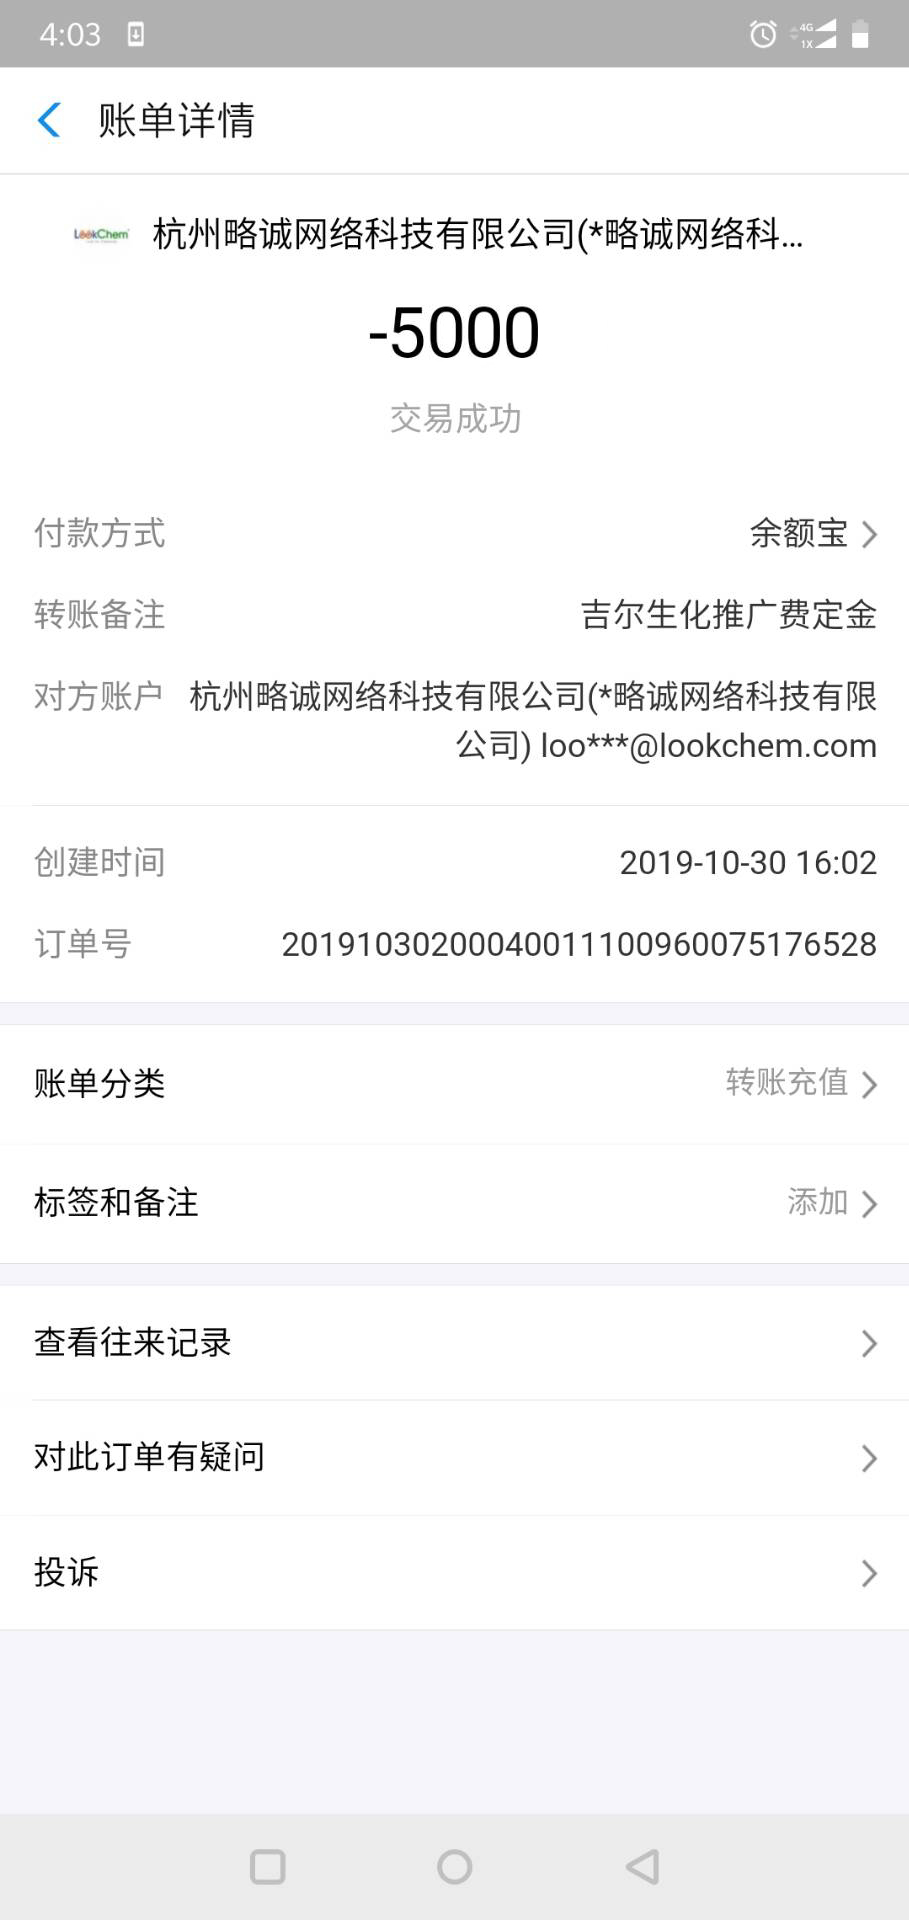 4:03
4G
1X
账单详情
LookChem
杭州略诚网络科技有限公司(*略诚网络科...
-5000
交易成功
付款方式 余额宝
转账备注 吉尔生化推广费定金
对方账户 杭州略诚网络科技有限公司(*略诚网络科技有限
公司) loo***@lookchem.com
创建时间 2019-10-30 16:02
订单号 20191030200040011100960075176528
账单分类 转账充值
标签和备注 添加
查看往来记录
对此订单有疑问
投诉